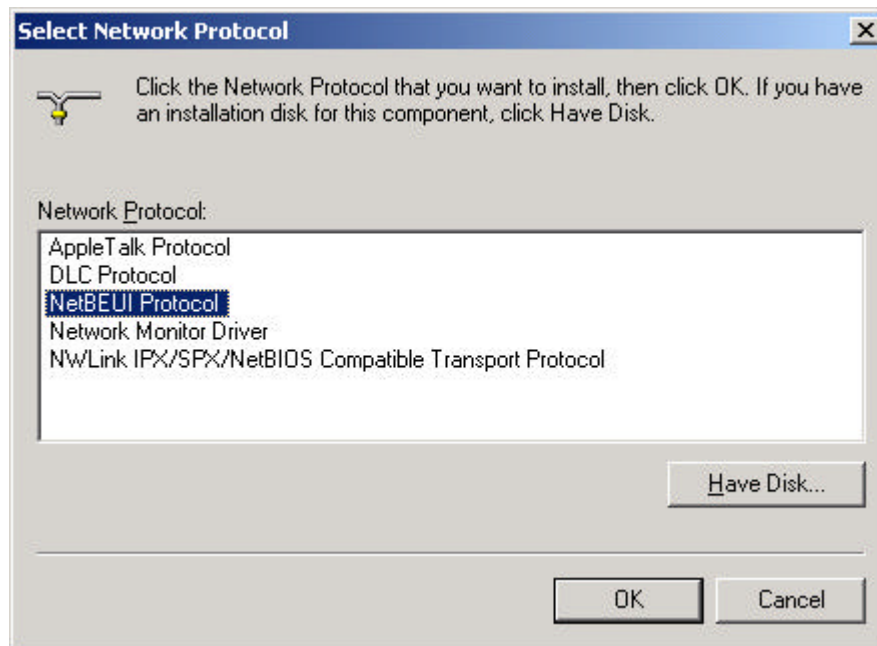 Select Network Protocol
Click the Network Protocol that you want to install, then click OK. If you have
an installation disk for this component, click Have Disk.
Network Protocol:
AppleTalk Protocol
DLC Protocol
NetBEUI Protocol
Network Monitor Driver
NWLink IPX/SPX/NetBIOS Compatible Transport Protocol
Have Disk...
OK
Cancel